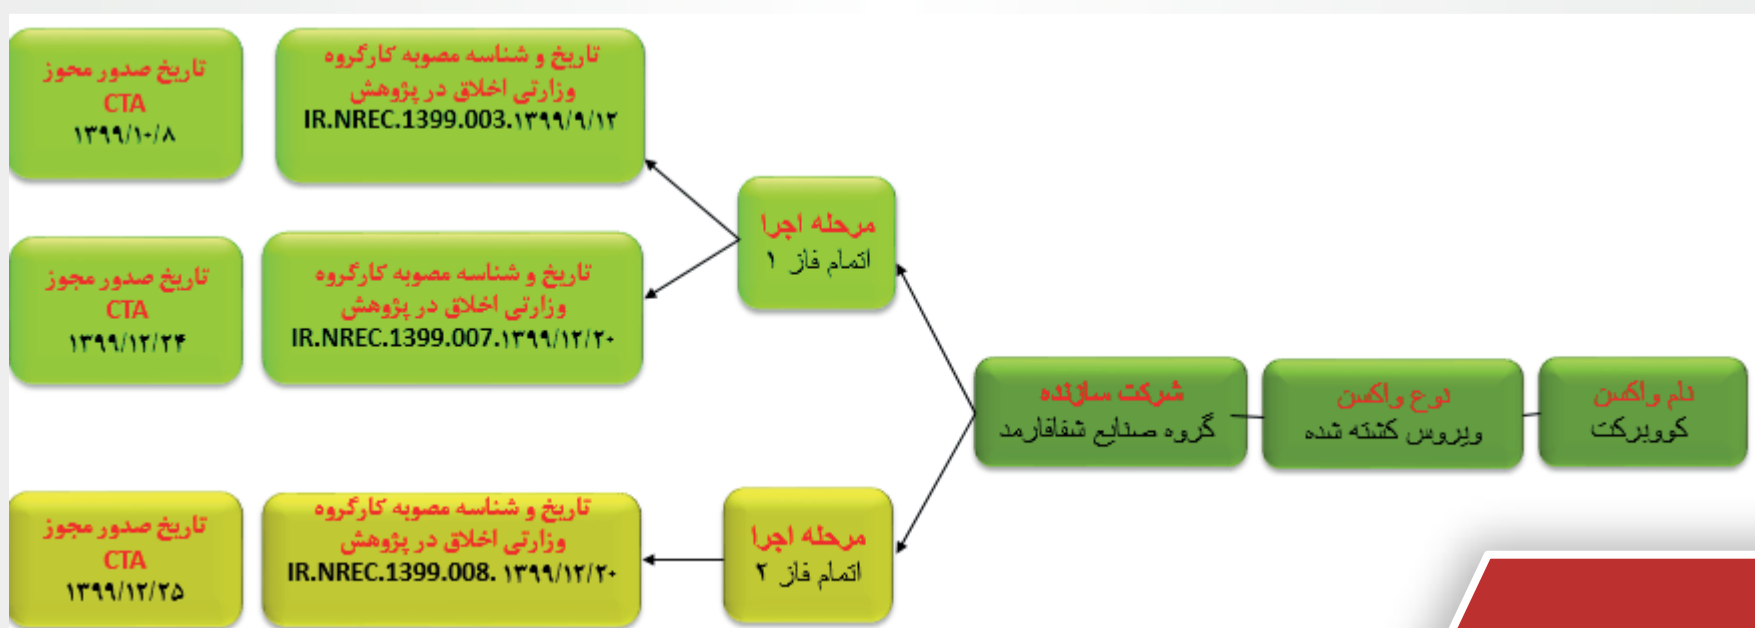 نام واکسن
کووبرکت
نوع واکسن
ویروس کشته شده
شرکت سازنده
گروه صنایع شفافارمد
مرحله اجرا
اتمام فاز ۱
تاریخ و شناسه مصوبه کارگروه
وزارتی اخلاق در پژوهش
IR.NREC.1399.003.۱۳۹۹/۹/۱۲
تاریخ صدور محوز
CTA
۱۳۹۹/۱۰/۸
تاریخ و شناسه مصوبه کارگروه
وزارتی اخلاق در پژوهش
IR.NREC.1399.007.۱۳۹۹/۱۲/۲۰
تاریخ صدور مجوز
CTA
۱۳۹۹/۱۲/۲۴
مرحله اجرا
اتمام فاز ۲
تاریخ و شناسه مصوبه کارگروه
وزارتی اخلاق در پژوهش
IR.NREC.1399.008. ۱۳۹۹/۱۲/۲۰
تاریخ صدور مجوز
CTA
۱۳۹۹/۱۲/۲۵